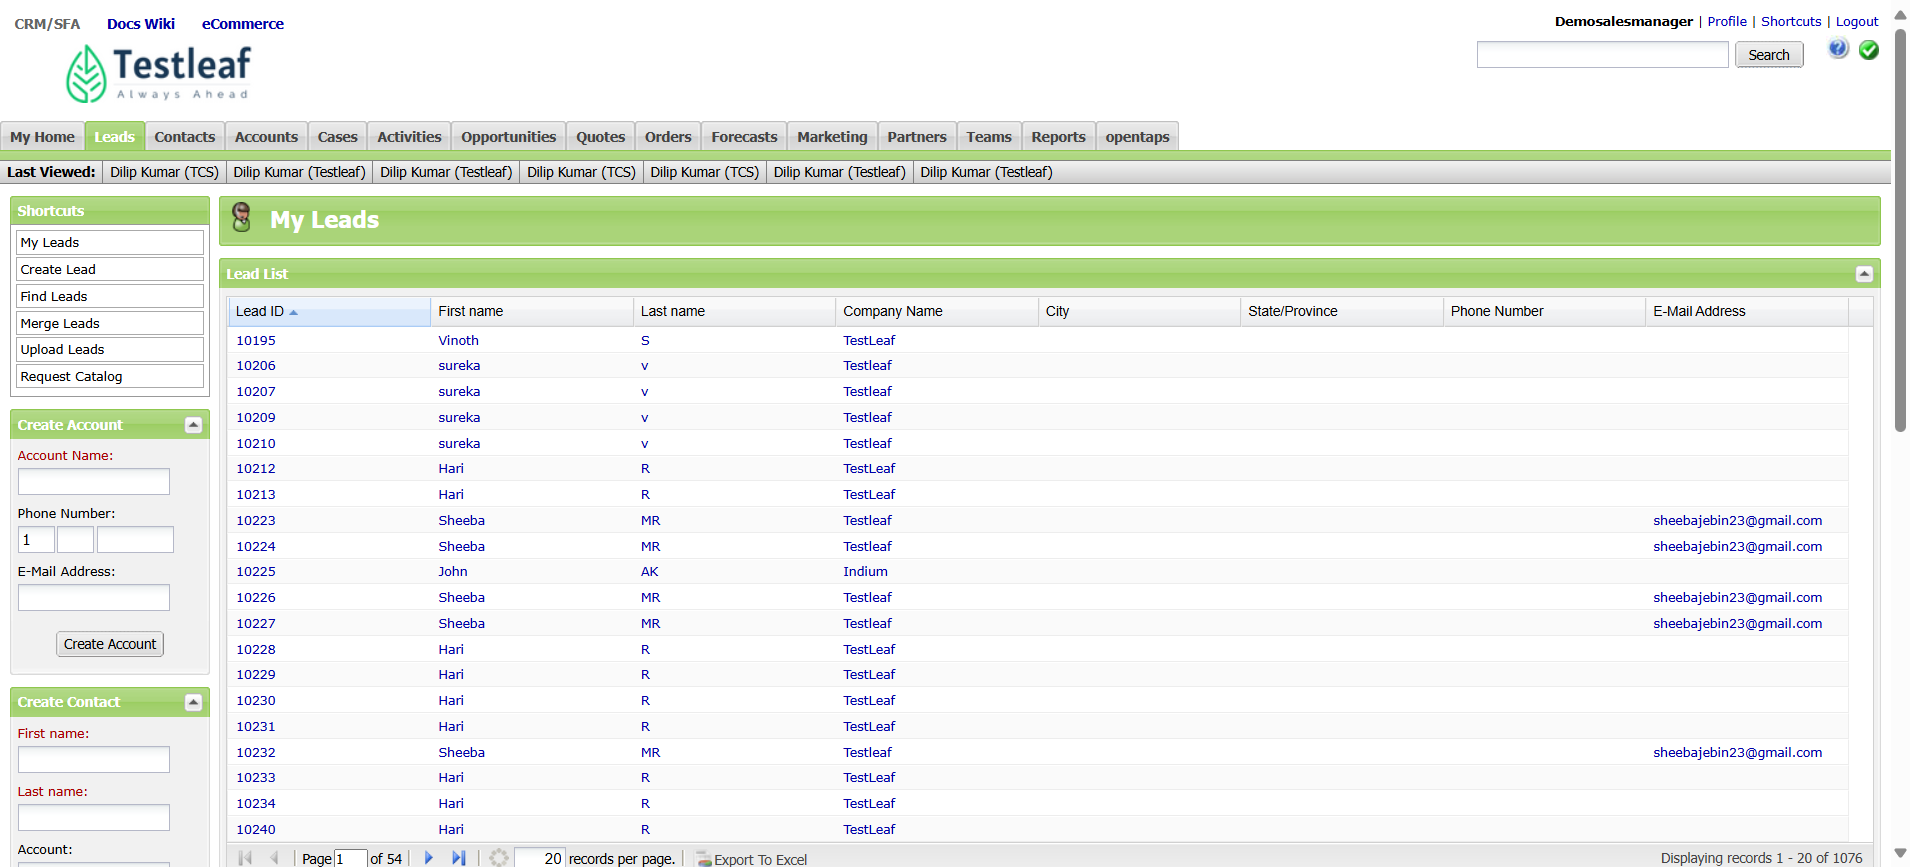 CRM/SFA Docs Wiki eCommerce
Demosalesmanager | Profile | Shortcuts | Logout
Testleaf
Always Ahead
Search
My Home Leads Contacts Accounts Cases Activities Opportunities Quotes Orders Forecasts Marketing Partners Teams Reports opentaps
Last Viewed: Dilip Kumar (TCS) Dilip Kumar (Testleaf) Dilip Kumar (Testleaf) Dilip Kumar (TCS) Dilip Kumar (TCS) Dilip Kumar (Testleaf) Dilip Kumar (Testleaf)
Shortcuts
My Leads
Create Lead
Find Leads
Merge Leads
Upload Leads
Request Catalog
Create Account
Account Name:
Phone Number:
1
E-Mail Address:
Create Account
Create Contact
First name:
Last name:
Account:
My Leads
Lead List
Lead ID First name Last name Company Name City State/Province Phone Number E-Mail Address
10195 Vinoth S TestLeaf
10206 sureka v Testleaf
10207 sureka v Testleaf
10209 sureka v Testleaf
10210 sureka v Testleaf
10212 Hari R TestLeaf
10213 Hari R TestLeaf
10223 Sheeba MR Testleaf sheebajebin23@gmail.com
10224 Sheeba MR Testleaf sheebajebin23@gmail.com
10225 John AK Indium
10226 Sheeba MR Testleaf sheebajebin23@gmail.com
10227 Sheeba MR Testleaf sheebajebin23@gmail.com
10228 Hari R TestLeaf
10229 Hari R TestLeaf
10230 Hari R TestLeaf
10231 Hari R TestLeaf
10232 Sheeba MR Testleaf sheebajebin23@gmail.com
10233 Hari R TestLeaf
10234 Hari R TestLeaf
10240 Hari R TestLeaf
Page 1 of 54 20 records per page. Export To Excel Displaying records 1 - 20 of 1076